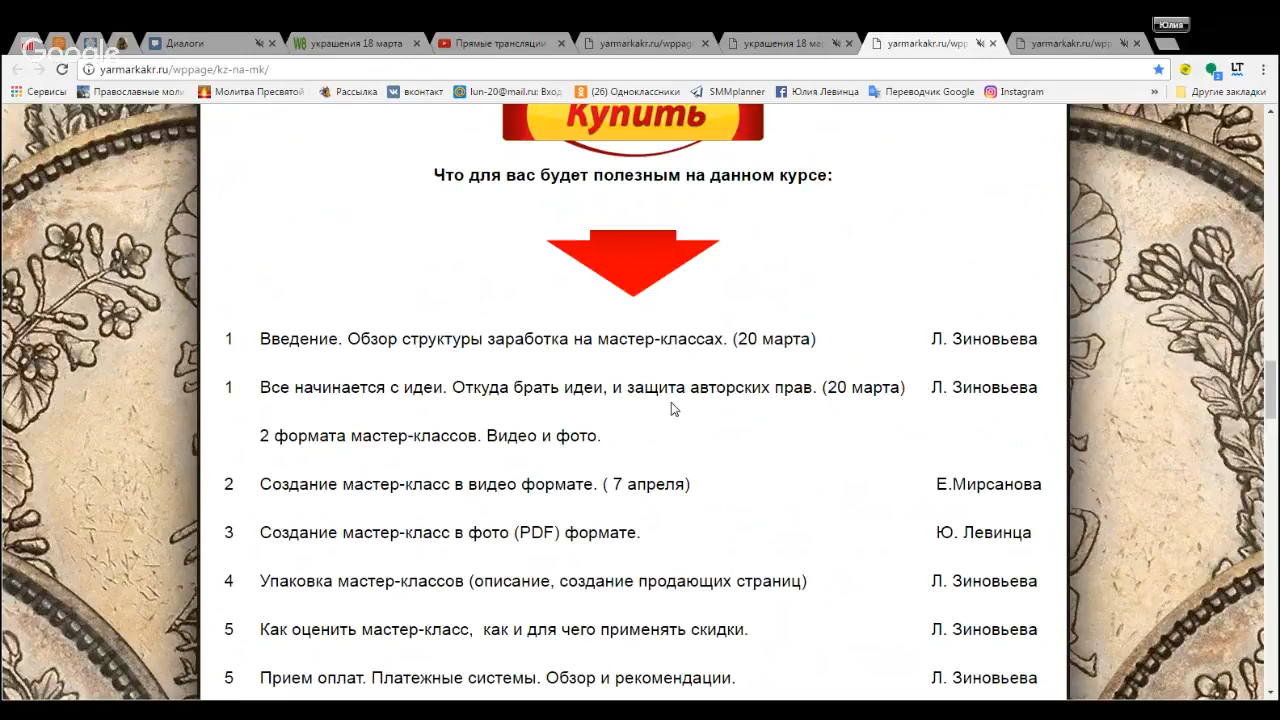 Юлия
Google
Диалоги
украшения 18 марта
Прямые трансляции
yarmarkakr.ru/wppag
украшения 18 ма
yarmarkakr.ru/wpp
yarmarkakr.ru/wpp
yarmarkakr.ru/wppage/kz-na-mk/
LT
Сервисы
Православные моли
Молитва Пресвятой
Рассылка
вконтакт
lun-20@mail.ru: Вход
(26) Одноклассники
SMMplanner
Юлия Левинца
Переводчик Google
Instagram
»
Другие закладки
Купить
Что для вас будет полезным на данном курсе:
1 Введение. Обзор структуры заработка на мастер-классах. (20 марта) Л. Зиновьева
1 Все начинается с идеи. Откуда брать идеи, и защита авторских прав. (20 марта) Л. Зиновьева
2 формата мастер-классов. Видео и фото.
2 Создание мастер-класс в видео формате. ( 7 апреля) Е.Мирсанова
3 Создание мастер-класс в фото (PDF) формате. Ю. Левинца
4 Упаковка мастер-классов (описание, создание продающих страниц) Л. Зиновьева
5 Как оценить мастер-класс, как и для чего применять скидки. Л. Зиновьева
5 Прием оплат. Платежные системы. Обзор и рекомендации. Л. Зиновьева